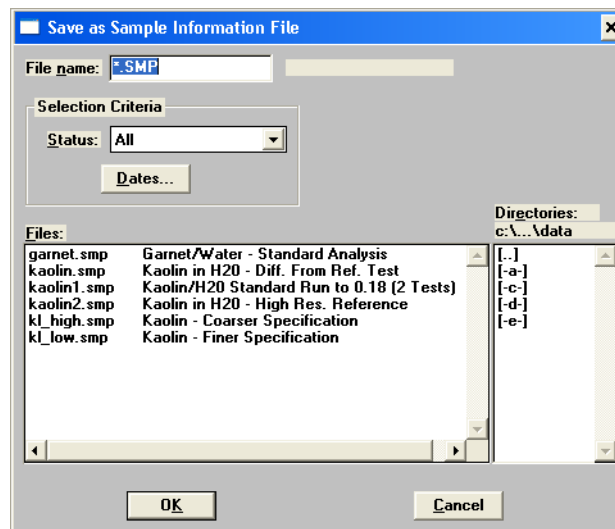 Save as Sample Information File
File name: *.SMP
Selection Criteria
Status: All
Dates...
Directories:
c:\...\data
Files:
garnet.smp Garnet/Water - Standard Analysis
kaolin.smp Kaolin in H20 - Diff. From Ref. Test
kaolin1.smp Kaolin/H20 Standard Run to 0.18 (2 Tests)
kaolin2.smp Kaolin in H20 - High Res. Reference
kl_high.smp Kaolin - Coarser Specification
kl_low.smp Kaolin - Finer Specification
[..]
[-a-]
[-c-]
[-d-]
[-e-]
OK
Cancel